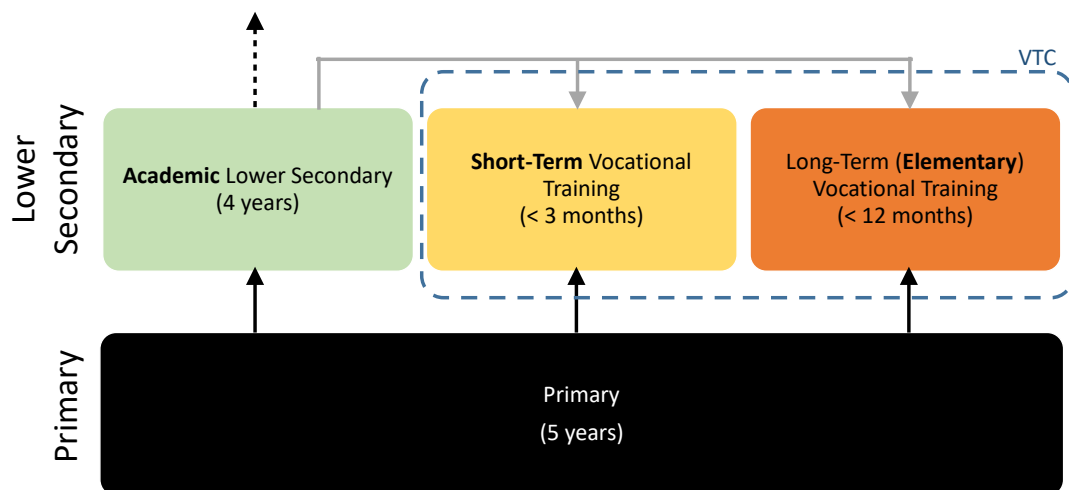 VTC
Lower
Secondary
Academic Lower Secondary
(4 years)
Short-Term Vocational
Training
(< 3 months)
Long-Term (Elementary)
Vocational Training
(< 12 months)
Primary
Primary
(5 years)